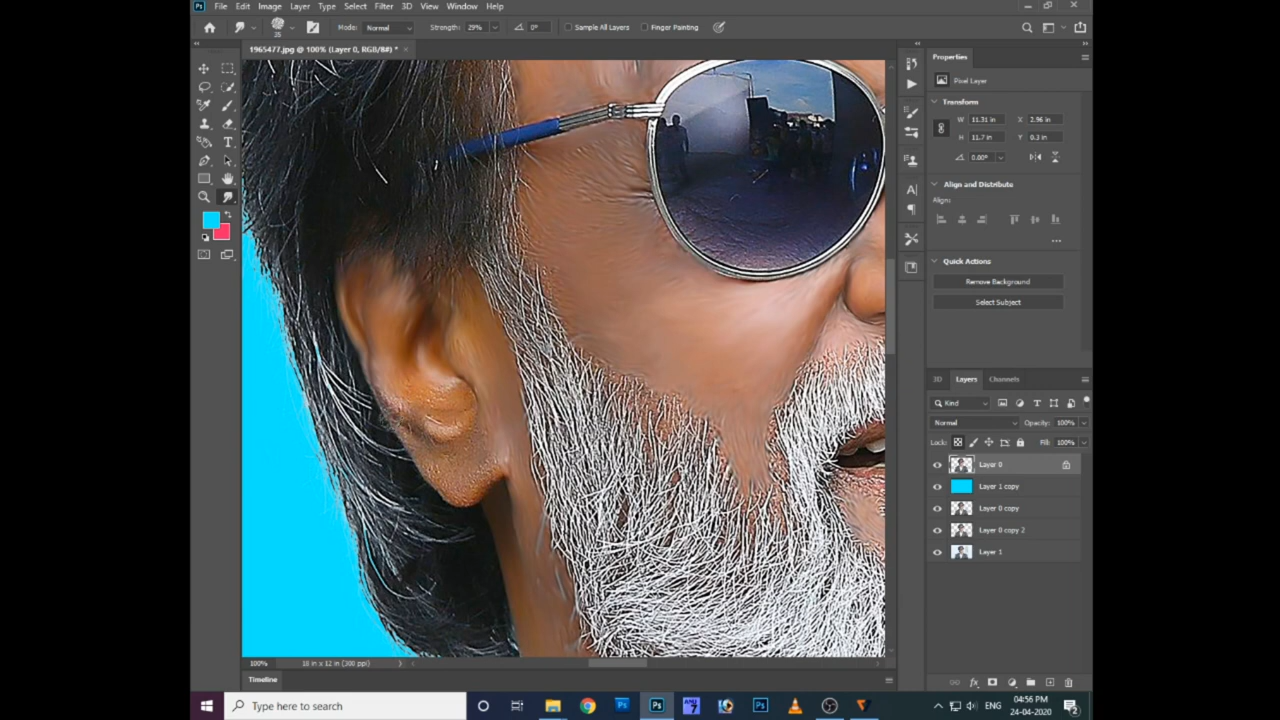 File Edit Image Layer Type Select Filter 3D View Window Help
25 Mode: Normal Strength: 29% 0° Sample All Layers Finger Painting
1965477.jpg @ 100% (Layer 0, RGB/8#) *
Properties
Pixel Layer
Transform
W 11.31 in X 2.96 in
H 11.7 in Y 0.3 in
0.00°
Align and Distribute
Align:
Quick Actions
Remove Background
Select Subject
3D Layers Channels
Kind
Normal Opacity: 100%
Lock: Fill: 100%
Layer 0
Layer 1 copy
Layer 0 copy
Layer 0 copy 2
Layer 1
100% 18 in x 12 in (300 ppi)
Timeline
Type here to search
ENG 04:56 PM
24-04-2020 2